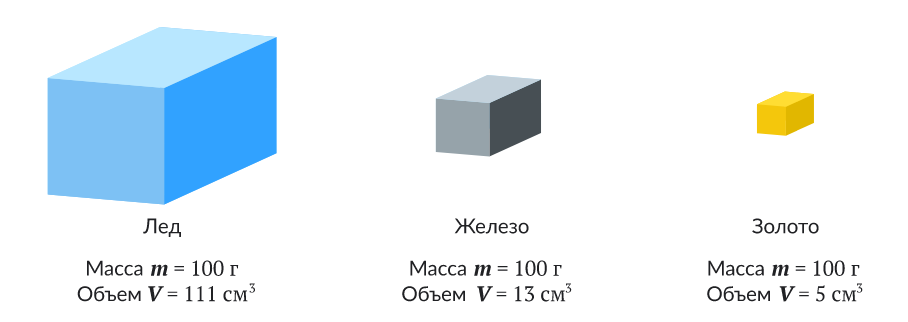 Лед
Масса m = 100 г
Объем V = 111 см³
Железо
Масса m = 100 г
Объем V = 13 см³
Золото
Масса m = 100 г
Объем V = 5 см³